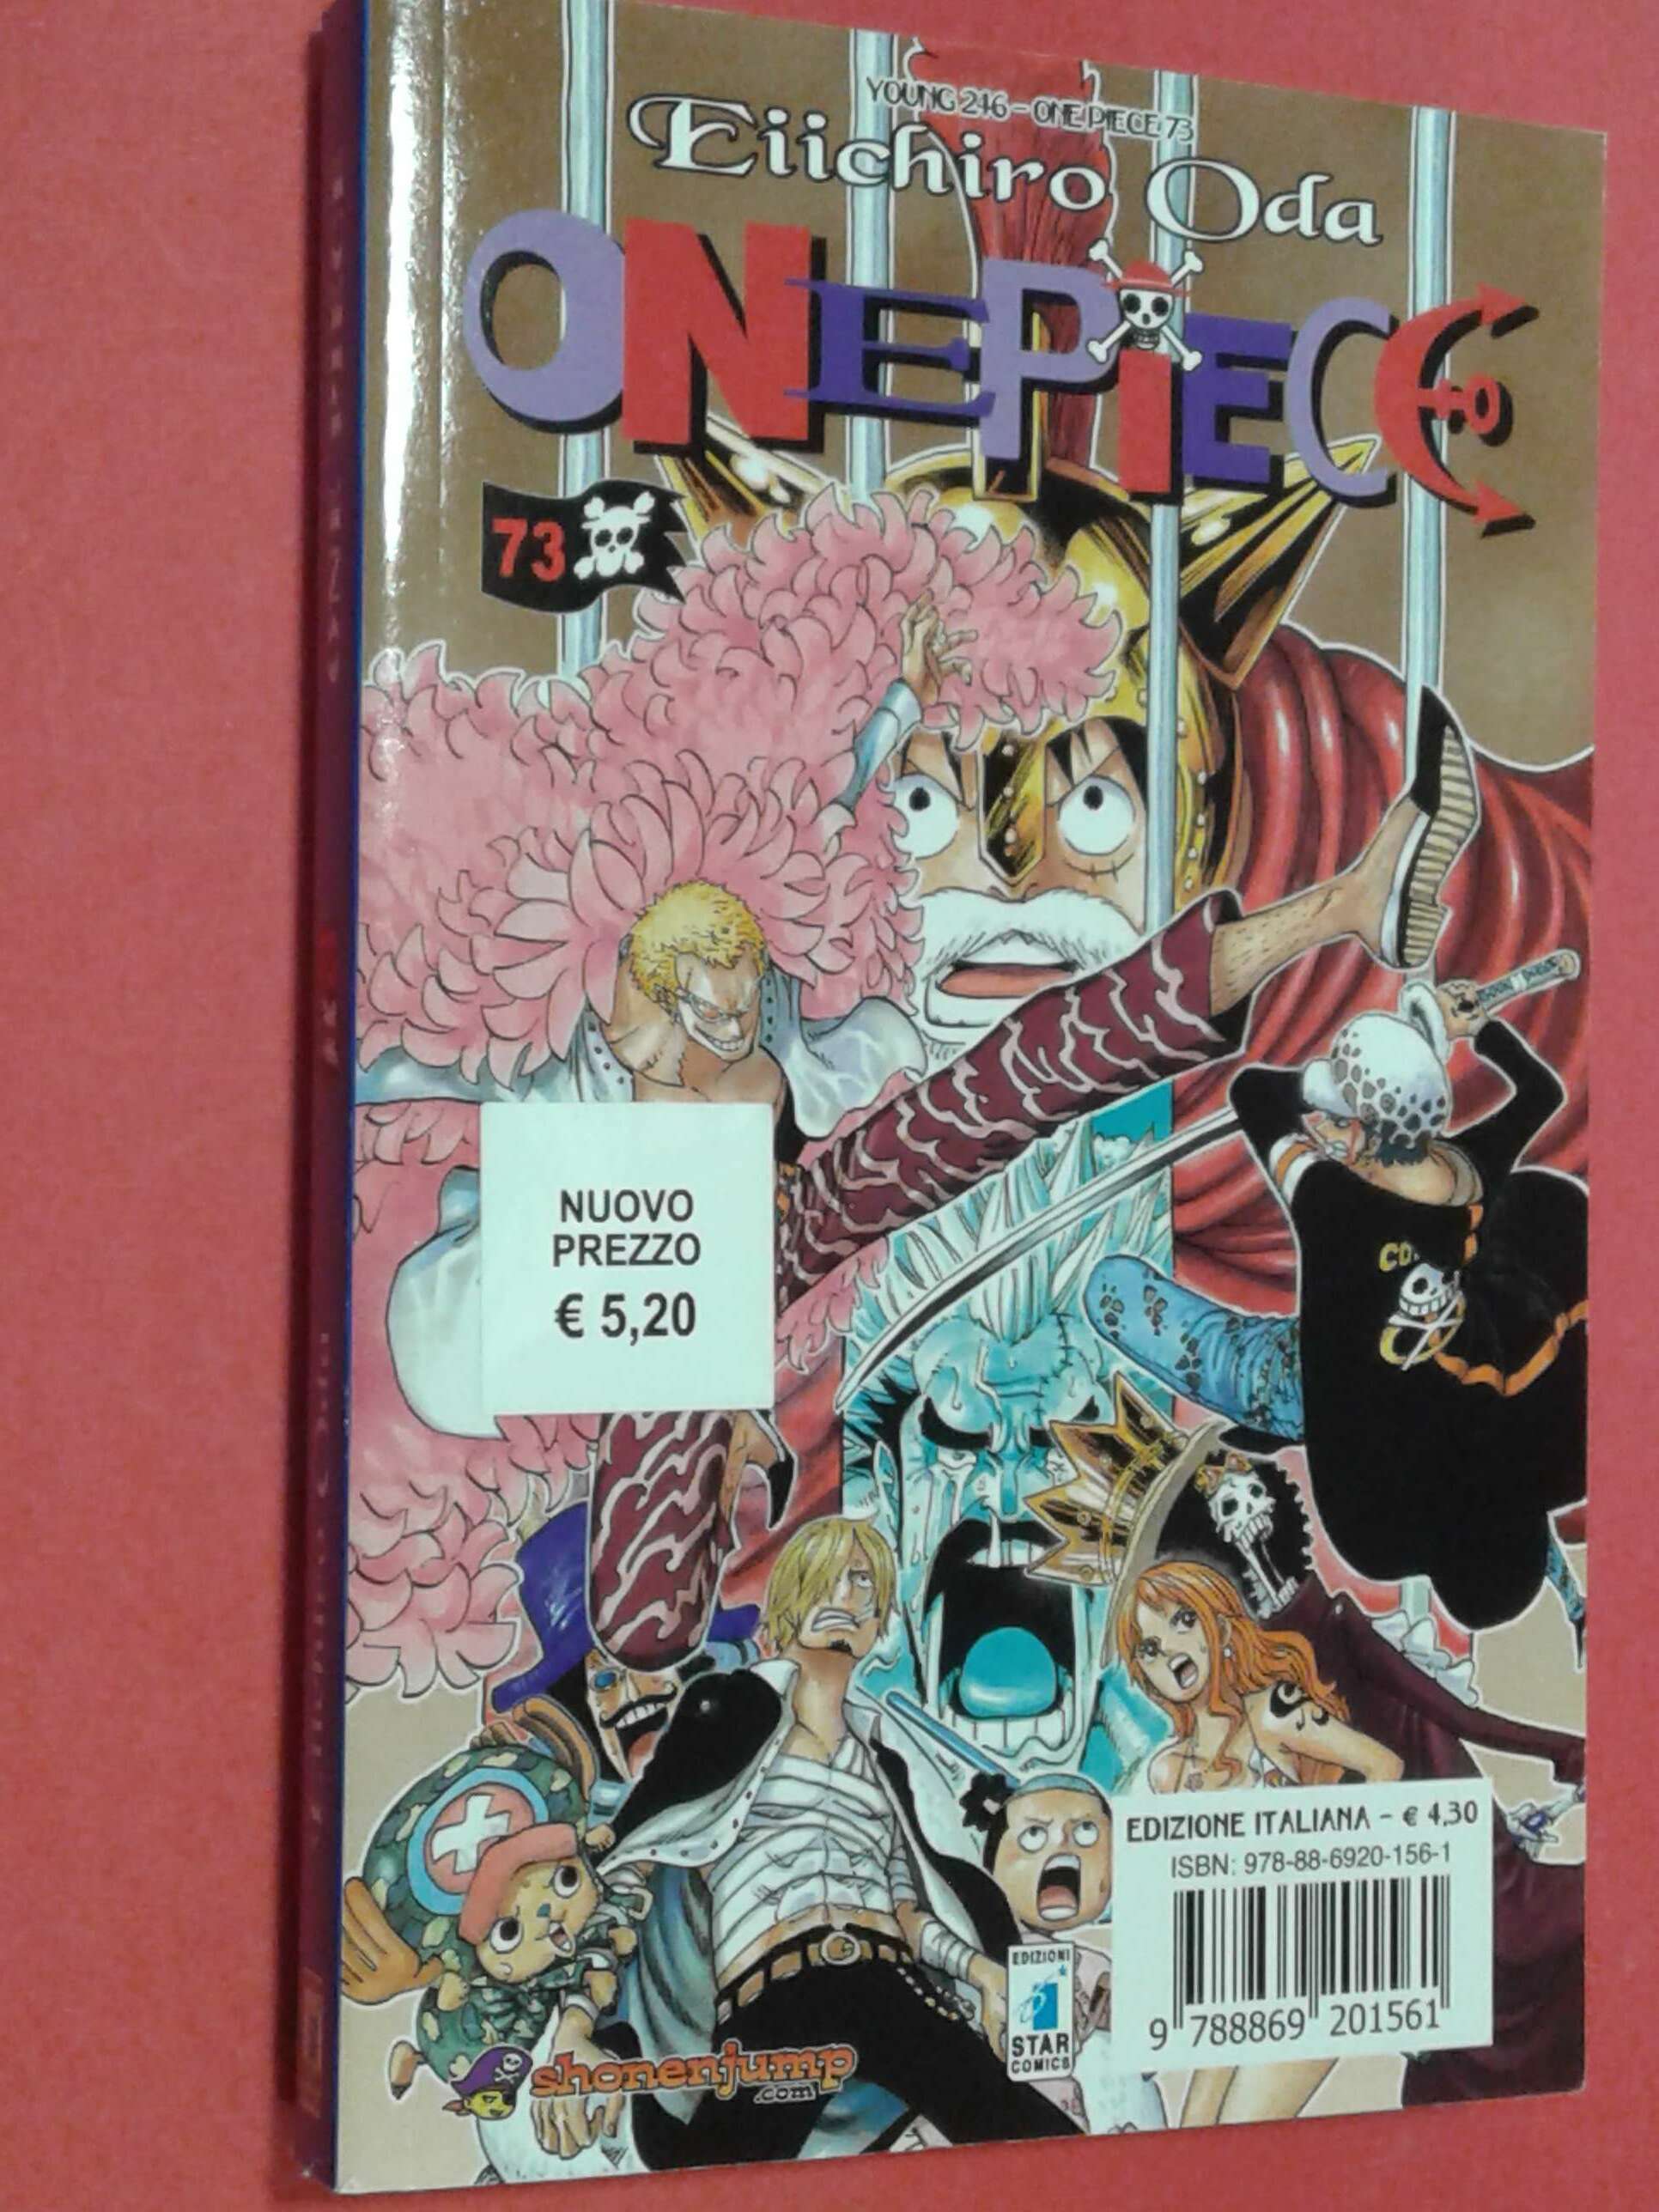 YOUNG 246 – ONE PIECE 73
Eiichiro Oda
ONE PIECE
73
NUOVO
PREZZO
€ 5,20
EDIZIONE ITALIANA – € 4,30
ISBN: 978-88-6920-156-1
9 788869 201561
EDIZIONI
STAR
COMICS
shonenjump
.com